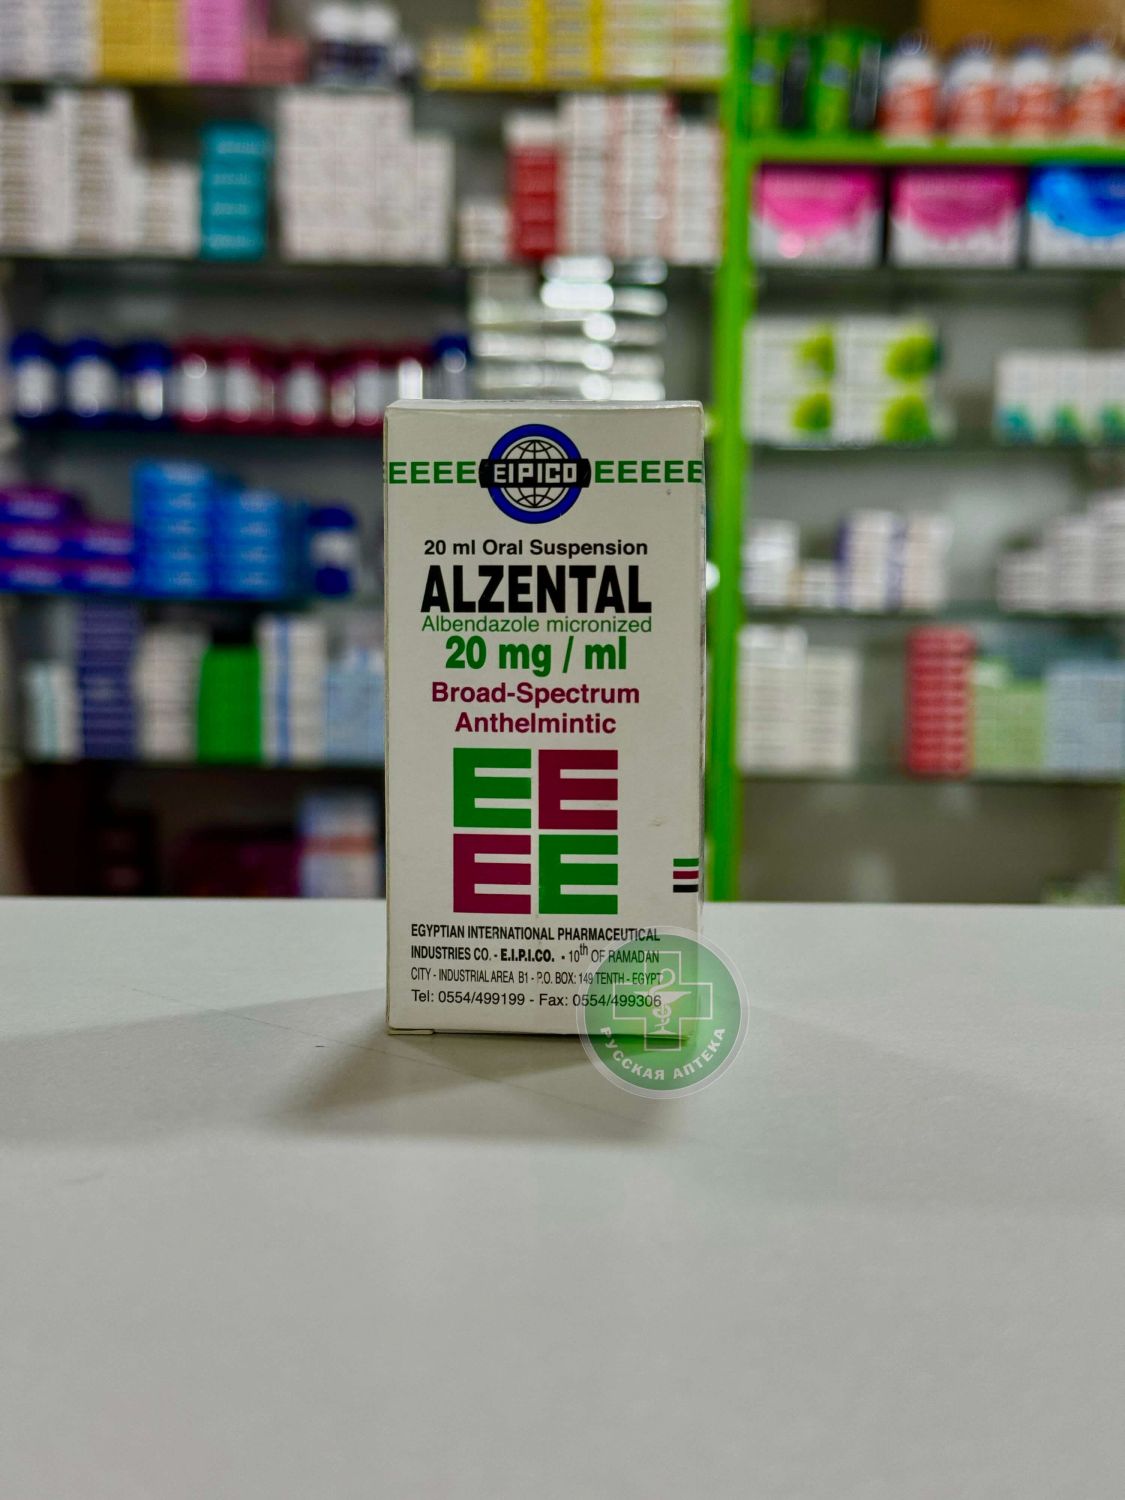 EEEE EIPICO EEEEE
20 ml Oral Suspension
ALZENTAL
Albendazole micronized
20 mg / ml
Broad-Spectrum
Anthelmintic
E E
E E
EGYPTIAN INTERNATIONAL PHARMACEUTICAL
INDUSTRIES CO. - E.I.P.I.CO. - 10th OF RAMADAN
CITY - INDUSTRIAL AREA B1 - P.O. BOX: 149 TENTH - EGYPT
Tel: 0554/499199 - Fax: 0554/499306
РУССКАЯ АПТЕКА